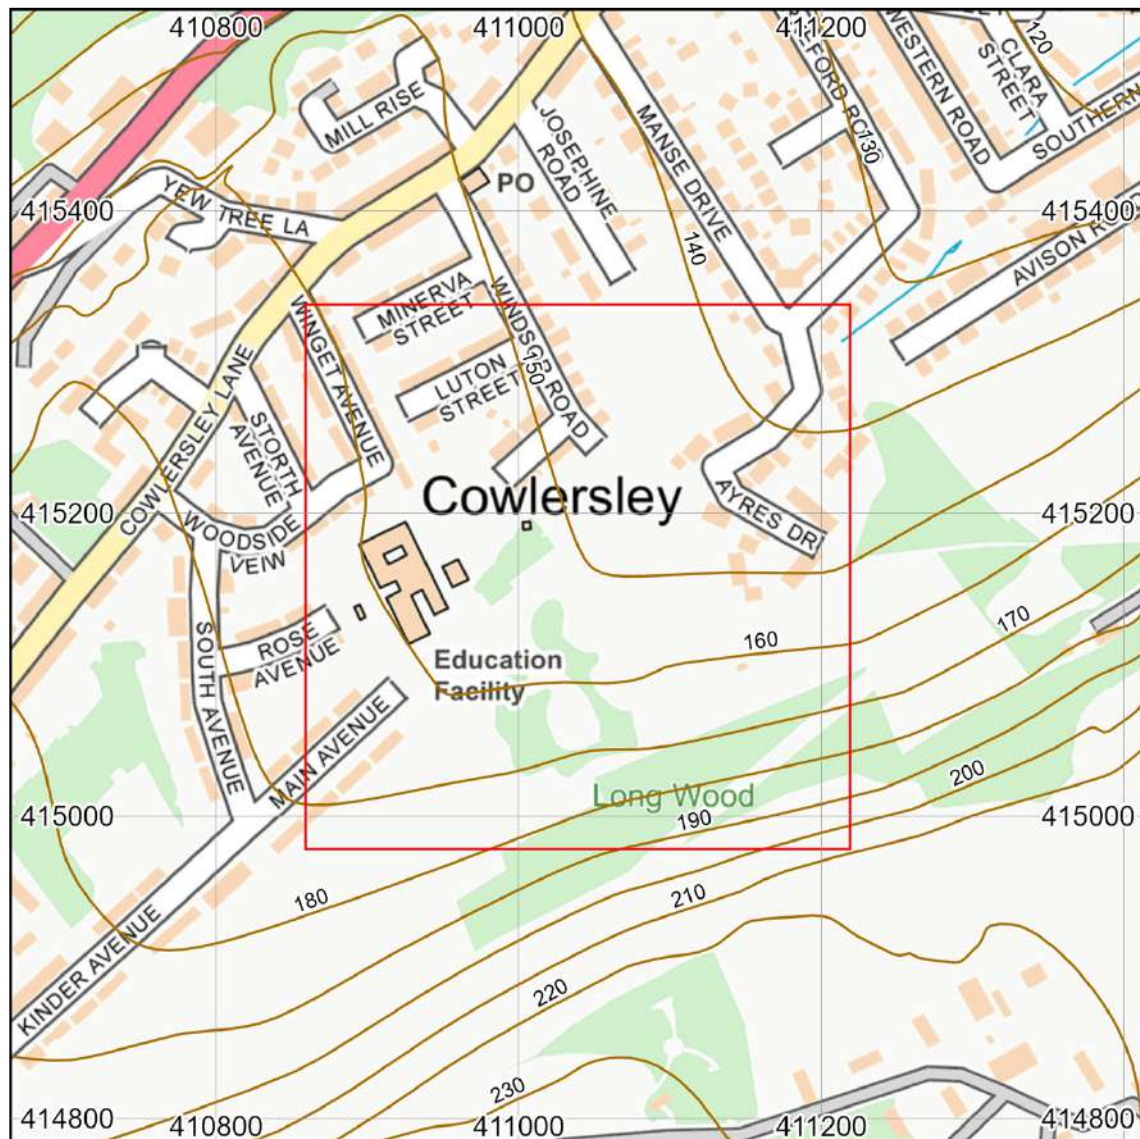 410800
411000
411200
120
CLARA
STREET
WESTERN ROAD
SOUTHERN
MILL RISE
JOSEPHINE
ROAD
MANSE DRIVE
130
PO
YEW TREE LA
415400
415400
AVISON ROAD
140
MINERVA
STREET
WINDSOR ROAD
WINGET AVENUE
150
LUTON
STREET
COWLERSLEY LANE
STORTH
AVENUE
Cowlersley
AYRES DR
415200
415200
WOODSIDE
VEIW
SOUTH AVENUE
ROSE
AVENUE
Education
Facility
160
170
MAIN AVENUE
Long Wood
190
200
415000
415000
180
210
KINDER AVENUE
220
230
414800
410800
411000
411200
414800